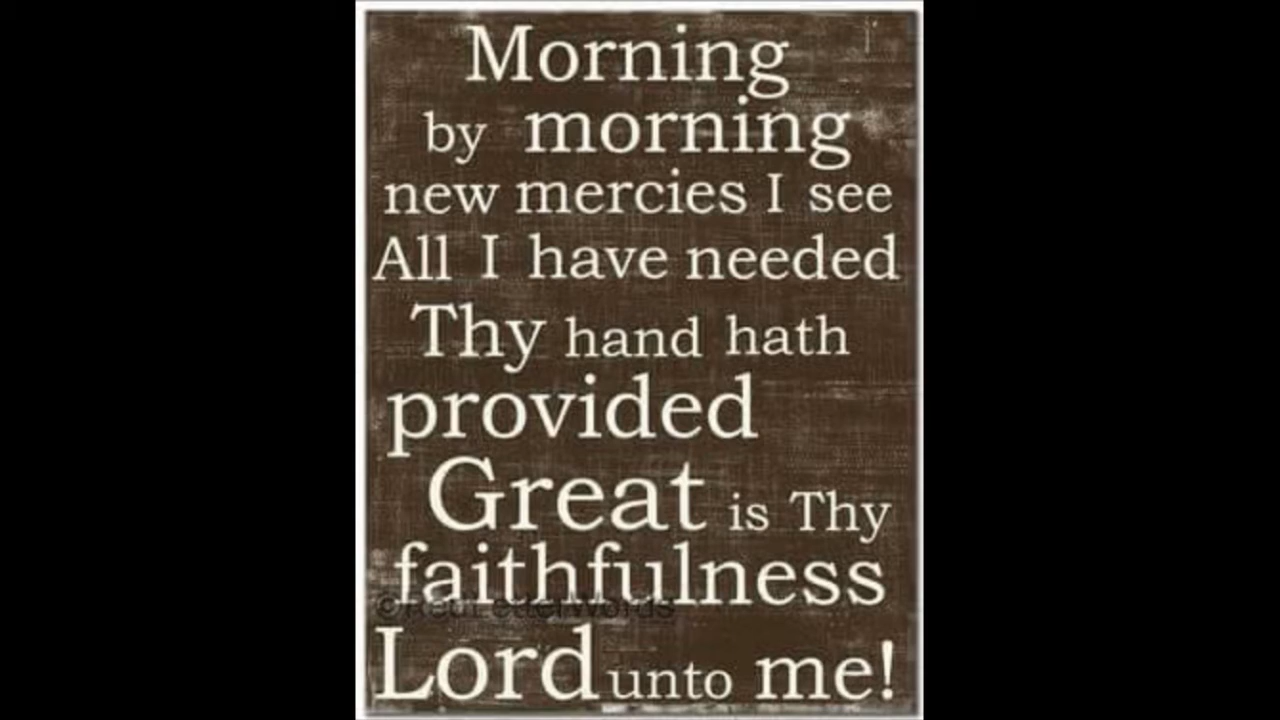 Morning
by morning
new mercies I see
All I have needed
Thy hand hath
provided
Great is Thy
faithfulness
©RedLetterWords
Lord unto me!